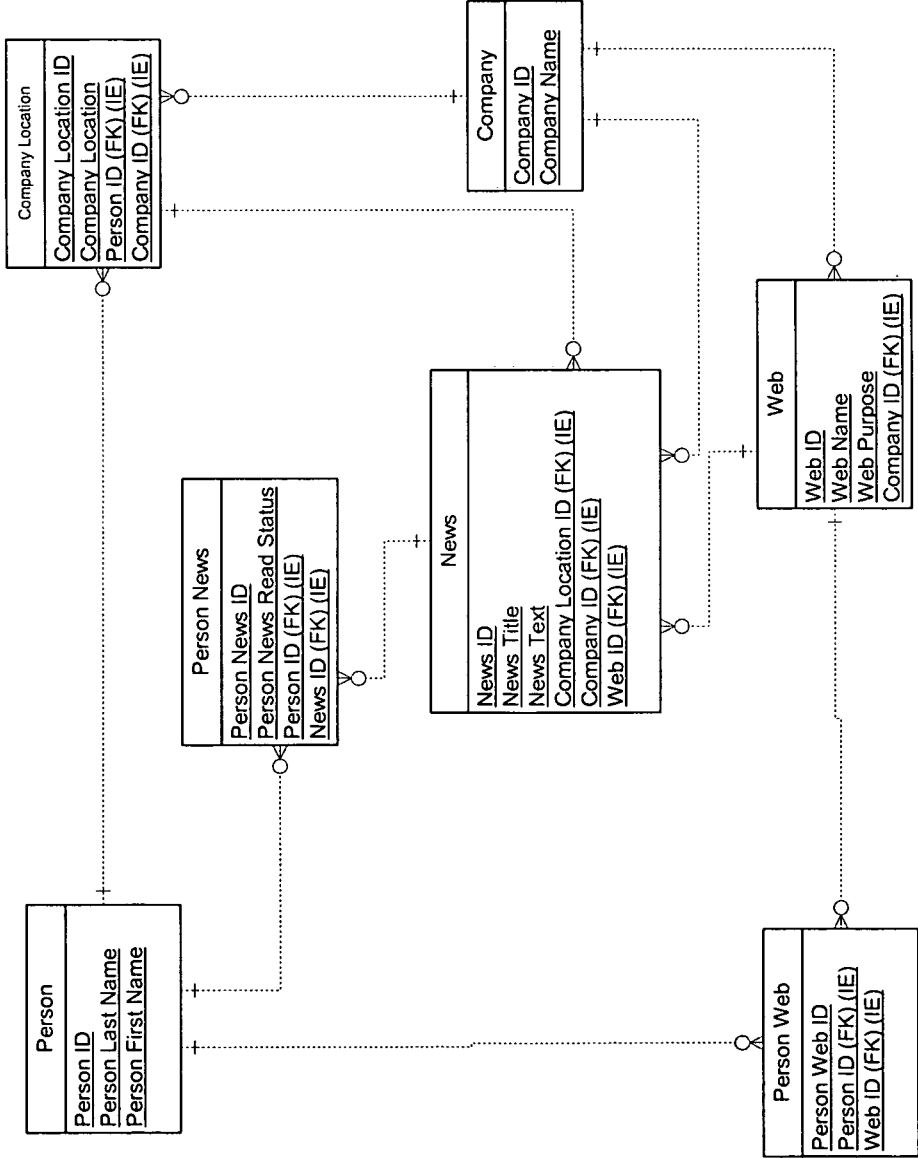 Person
Person ID
Person Last Name
Person First Name
Person Web
Person Web ID
Person ID (FK) (IE)
Web ID (FK) (IE)
Person News
Person News ID
Person News Read Status
Person ID (FK) (IE)
News ID (FK) (IE)
News
News ID
News Title
News Text
Company Location ID (FK) (IE)
Company ID (FK) (IE)
Web ID (FK) (IE)
Web
Web ID
Web Name
Web Purpose
Company ID (FK) (IE)
Company Location
Company Location ID
Company Location
Person ID (FK) (IE)
Company ID (FK) (IE)
Company
Company ID
Company Name